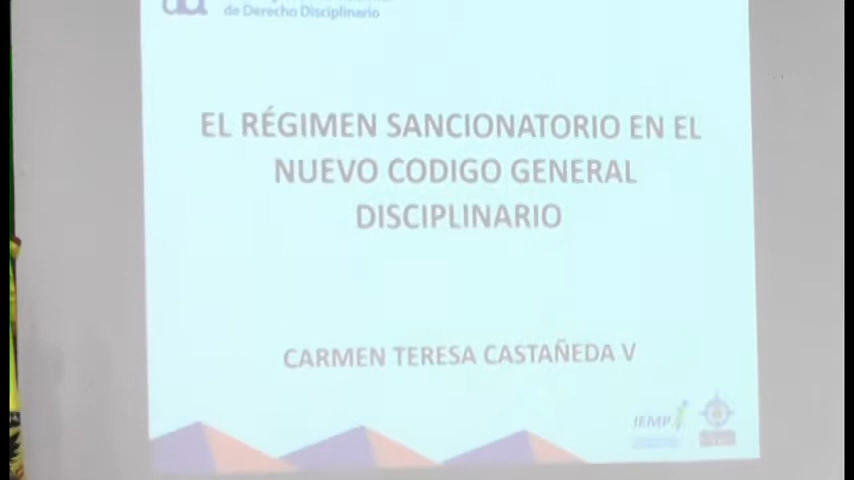 de Derecho Disciplinario
EL RÉGIMEN SANCIONATORIO EN EL
NUEVO CODIGO GENERAL
DISCIPLINARIO
CARMEN TERESA CASTAÑEDA V
IEMP